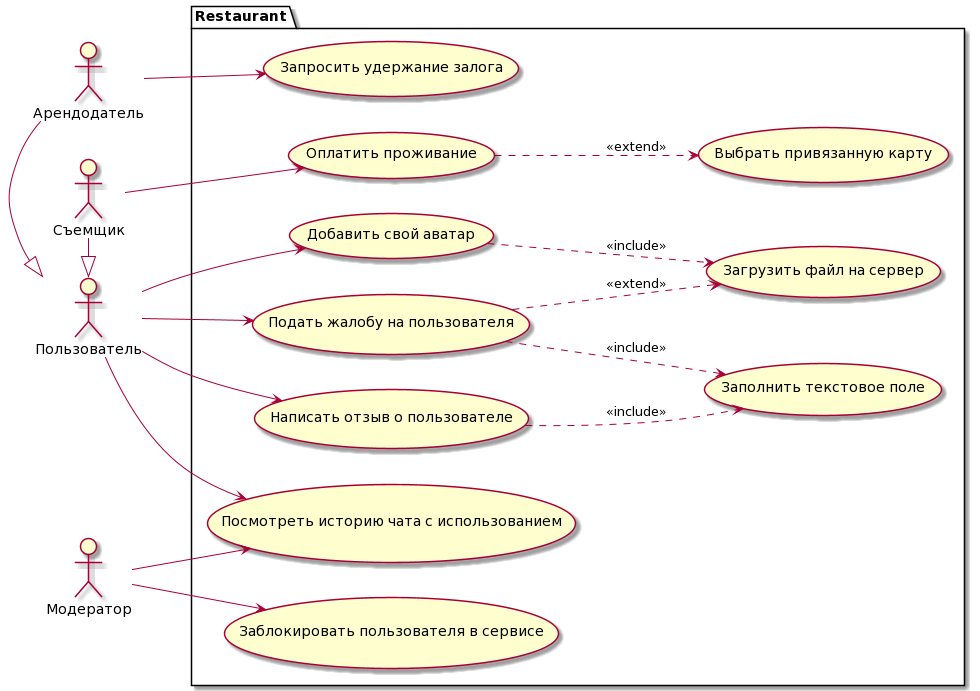 Restaurant
Арендодатель
Запросить удержание залога
Съемщик
Оплатить проживание
«extend»
Выбрать привязанную карту
Добавить свой аватар
«include»
Загрузить файл на сервер
«extend»
Пользователь
Подать жалобу на пользователя
«include»
Заполнить текстовое поле
«include»
Написать отзыв о пользователе
Посмотреть историю чата с использованием
Модератор
Заблокировать пользователя в сервисе